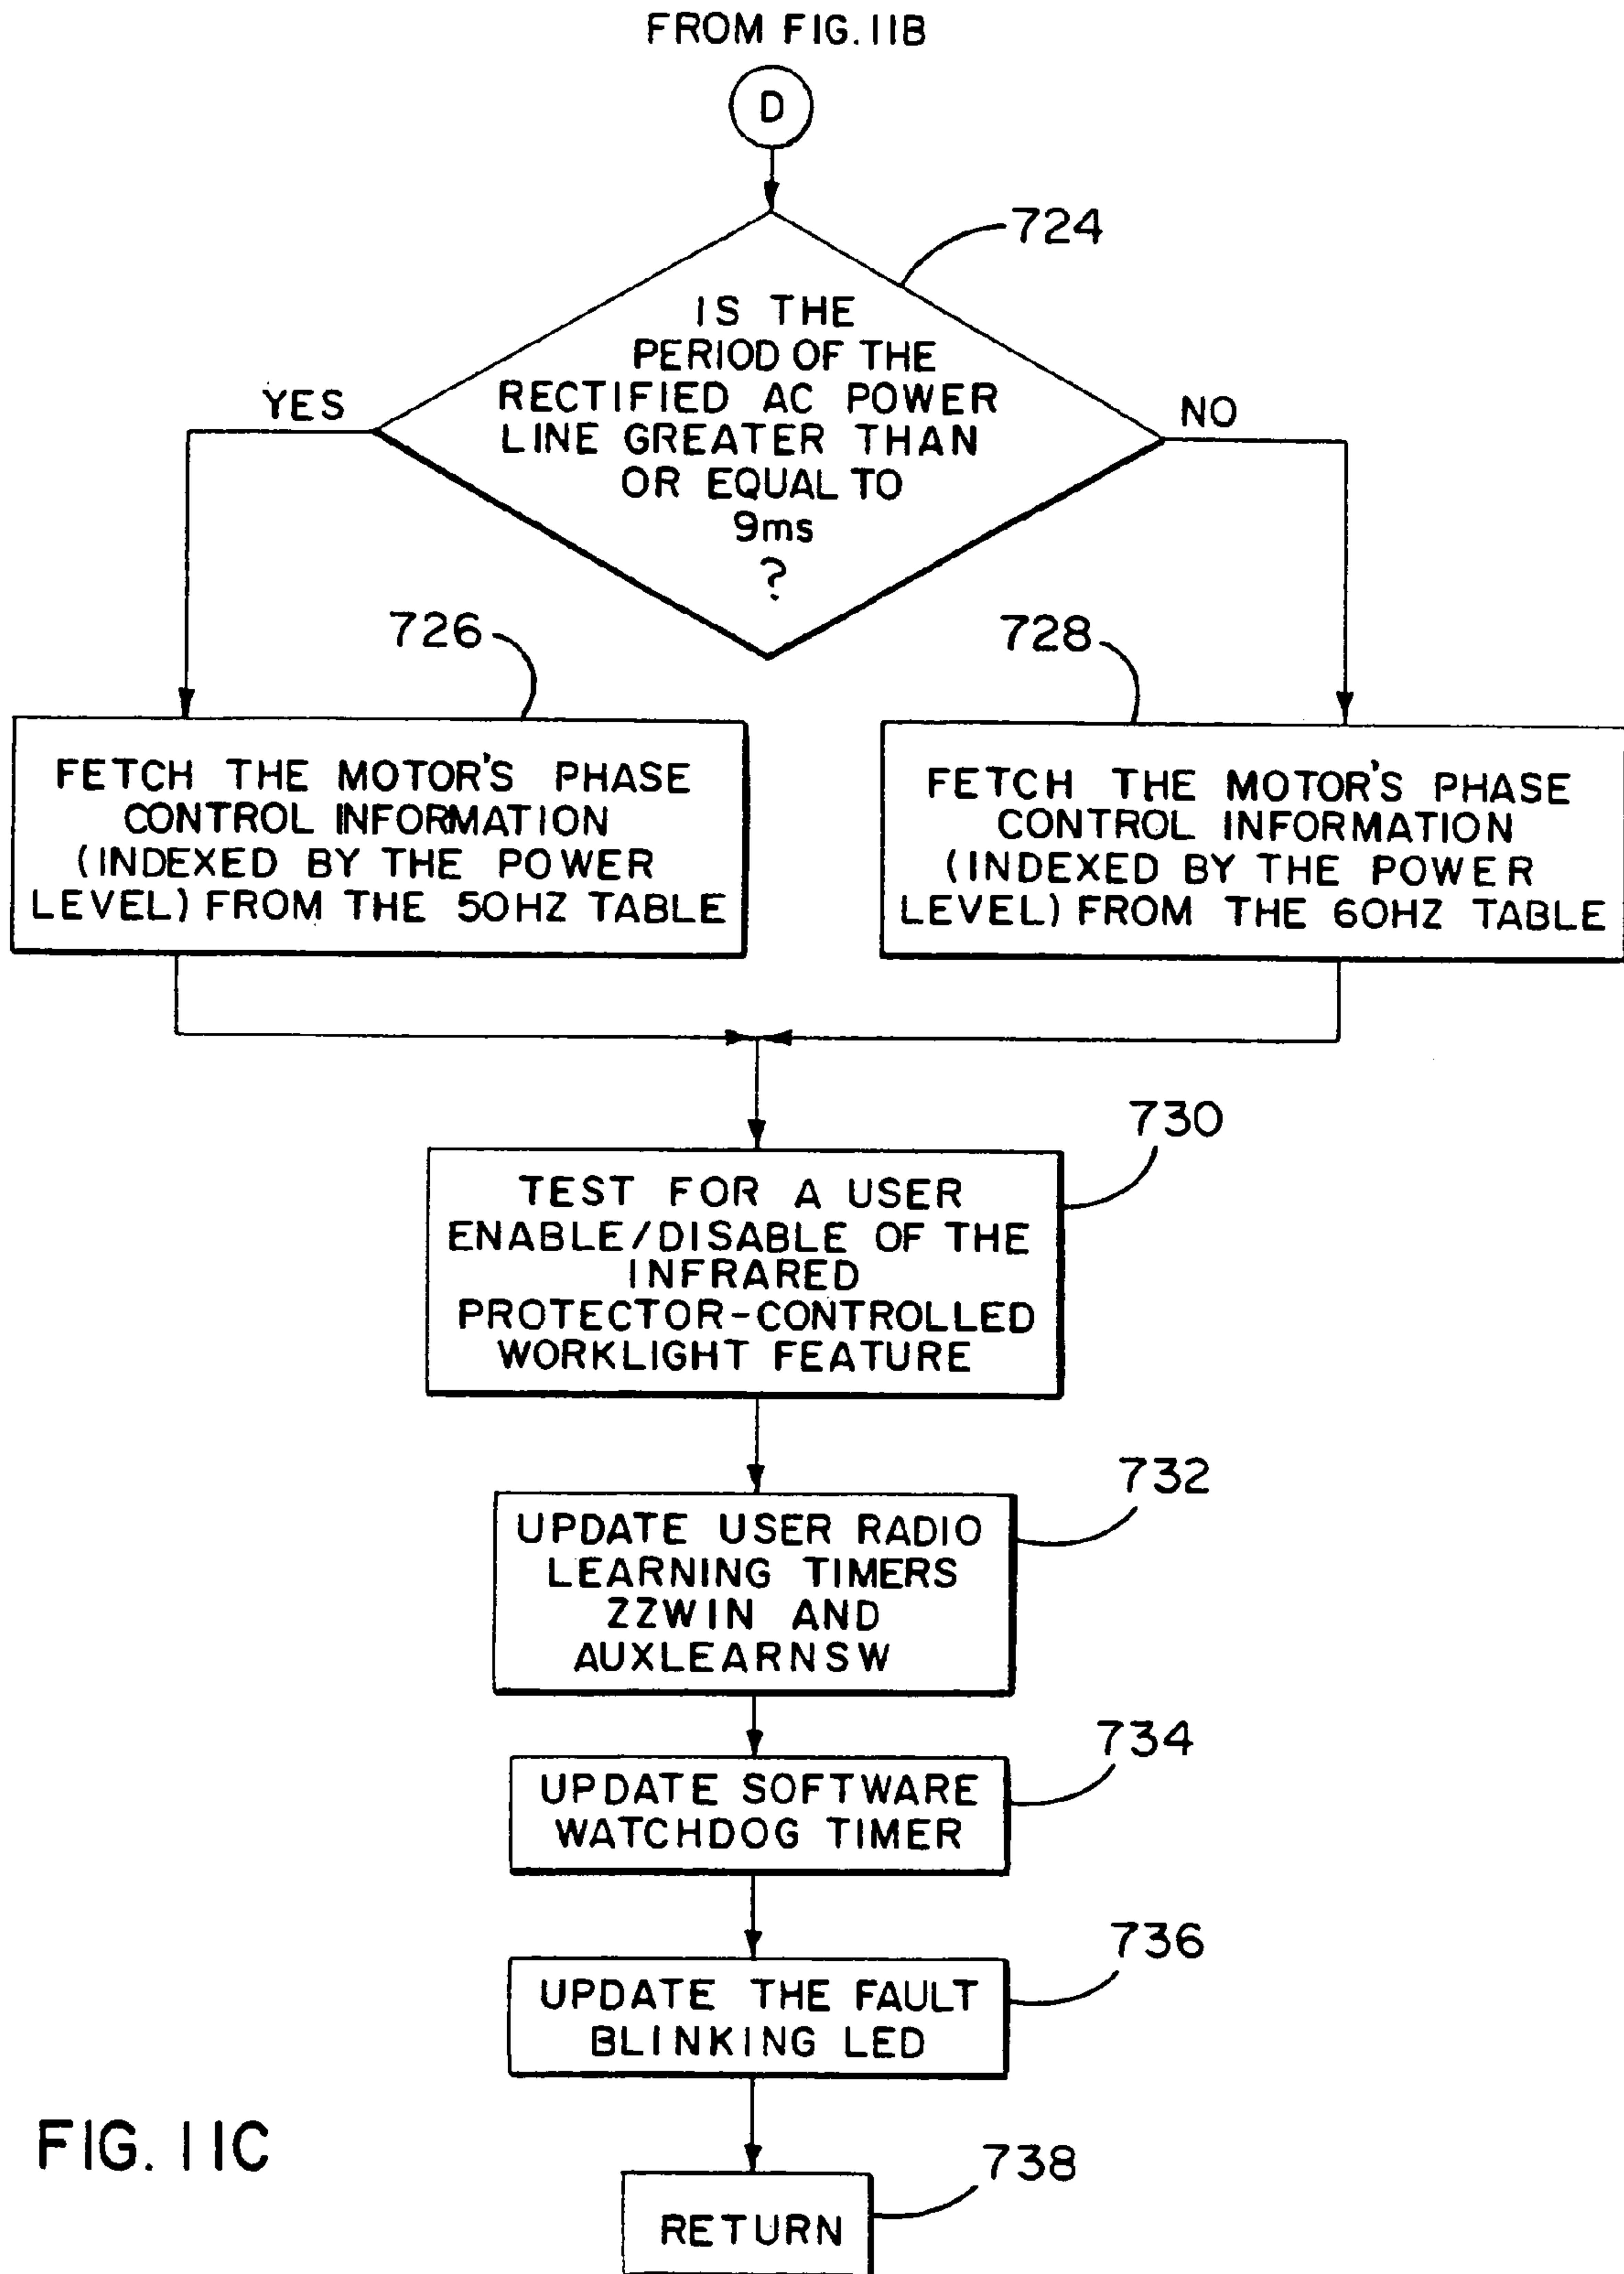 FROM FIG. 11B
D
724
IS THE
PERIOD OF THE
RECTIFIED AC POWER
LINE GREATER THAN
OR EQUAL TO
9ms
?
YES
NO
726
728
FETCH THE MOTOR'S PHASE
CONTROL INFORMATION
(INDEXED BY THE POWER
LEVEL) FROM THE 50HZ TABLE
FETCH THE MOTOR'S PHASE
CONTROL INFORMATION
(INDEXED BY THE POWER
LEVEL) FROM THE 60HZ TABLE
730
TEST FOR A USER
ENABLE/DISABLE OF THE
INFRARED
PROTECTOR-CONTROLLED
WORKLIGHT FEATURE
732
UPDATE USER RADIO
LEARNING TIMERS
ZZWIN AND
AUXLEARNSW
734
UPDATE SOFTWARE
WATCHDOG TIMER
736
UPDATE THE FAULT
BLINKING LED
738
RETURN
FIG. 11C